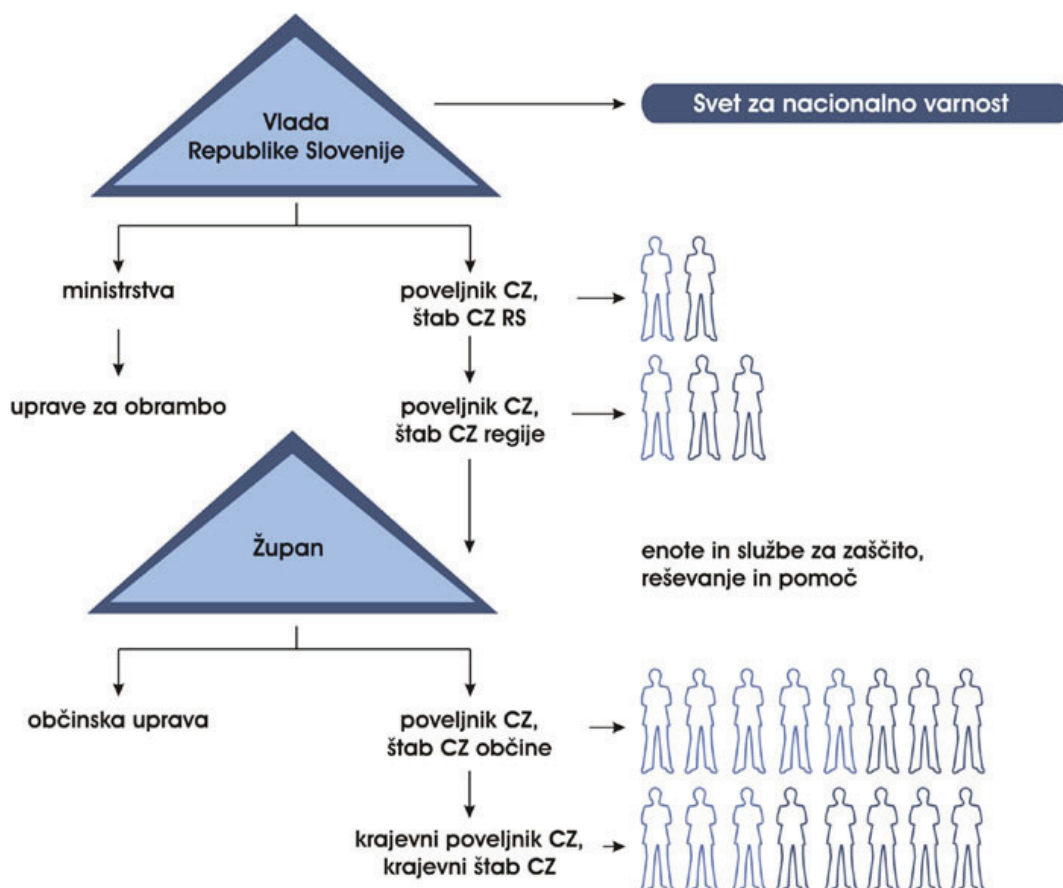 Vlada
Republike Slovenije
Svet za nacionalno varnost
ministrstva
poveljnik CZ,
štab CZ RS
uprave za obrambo
poveljnik CZ,
štab CZ regije
Župan
enote in službe za zaščito,
reševanje in pomoč
občinska uprava
poveljnik CZ,
štab CZ občine
krajevni poveljnik CZ,
krajevni štab CZ